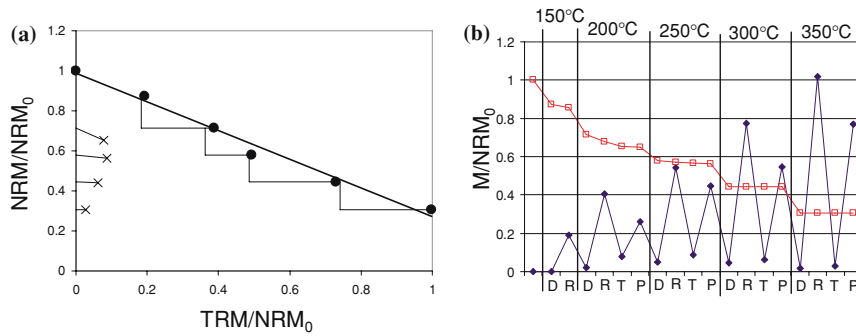 (a)
NRM/NRM₀
1.2
1
0.8
0.6
0.4
0.2
0
0 0.2 0.4 0.6 0.8 1
TRM/NRM₀
(b)
150°C 200°C 250°C 300°C 350°C
M/NRM₀
1.2
1
0.8
0.6
0.4
0.2
0
D R D R T P D R T P D R T P D R T P